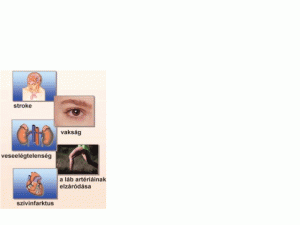 stroke
vakság
veseelégtelenség
a láb artériáinak
elzáródása
szívinfarktus